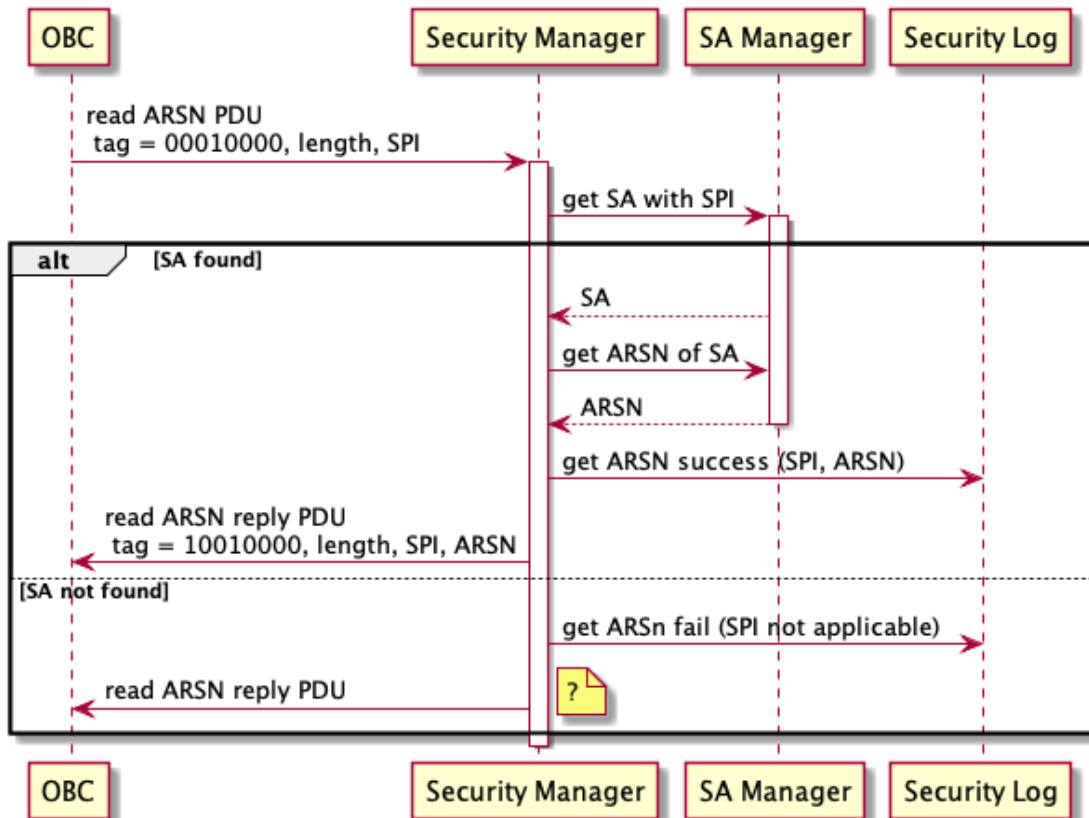 OBC
Security Manager
SA Manager
Security Log
read ARSN PDU
tag = 00010000, length, SPI
get SA with SPI
alt
[SA found]
SA
get ARSN of SA
ARSN
get ARSN success (SPI, ARSN)
read ARSN reply PDU
tag = 10010000, length, SPI, ARSN
[SA not found]
get ARSn fail (SPI not applicable)
read ARSN reply PDU
?
OBC
Security Manager
SA Manager
Security Log